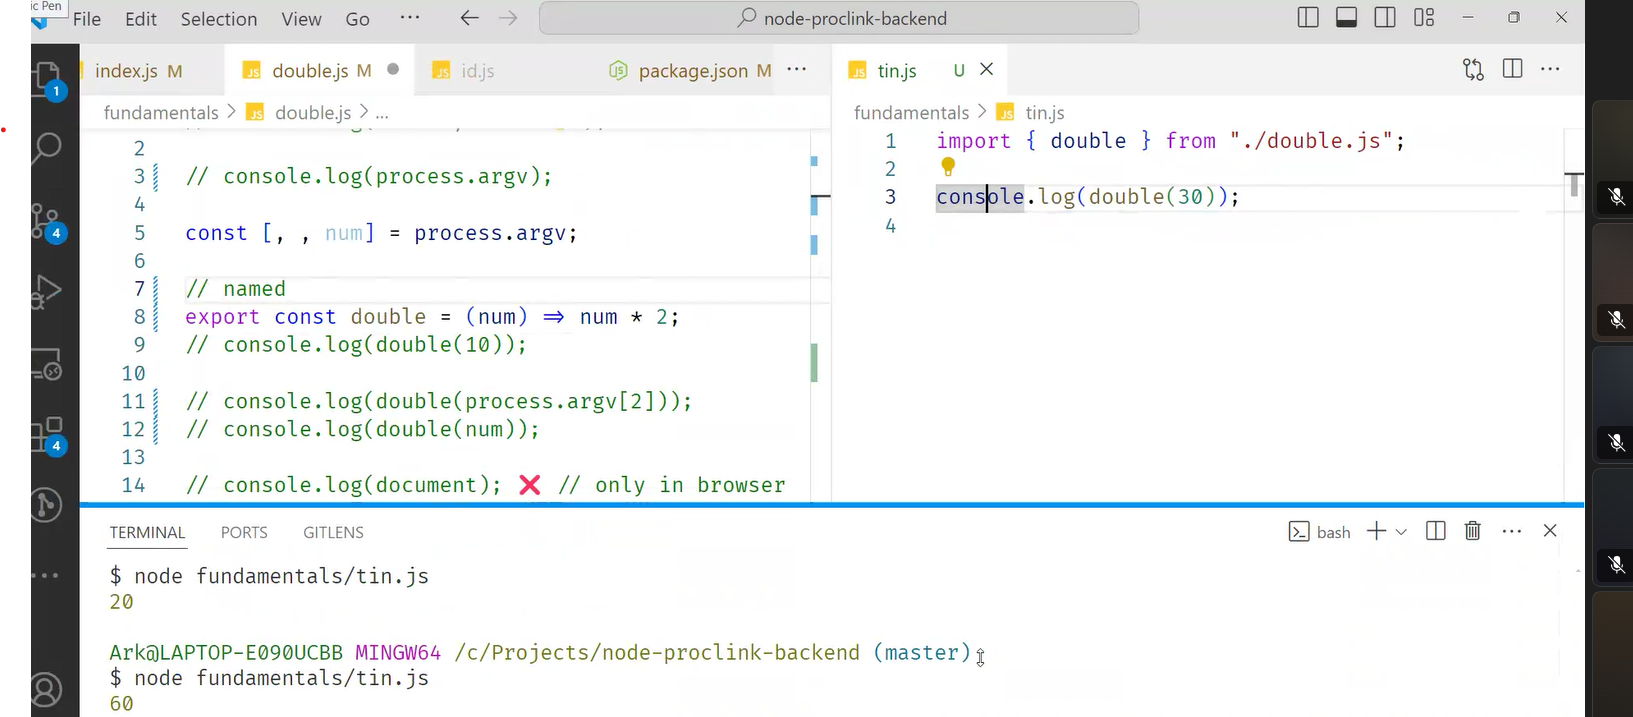 ic Pen
File Edit Selection View Go ··· node-proclink-backend
index.js M double.js M id.js package.json M ···
fundamentals > double.js > ...
2
3 // console.log(process.argv);
4
5 const [, , num] = process.argv;
6
7 // named
8 export const double = (num) => num * 2;
9 // console.log(double(10));
10
11 // console.log(double(process.argv[2]));
12 // console.log(double(num));
13
14 // console.log(document); ❌ // only in browser
tin.js U
fundamentals > tin.js
1 import { double } from "./double.js";
2
3 console.log(double(30));
4
1
4
4
TERMINAL PORTS GITLENS bash
$ node fundamentals/tin.js
20
Ark@LAPTOP-E090UCBB MINGW64 /c/Projects/node-proclink-backend (master)
$ node fundamentals/tin.js
60